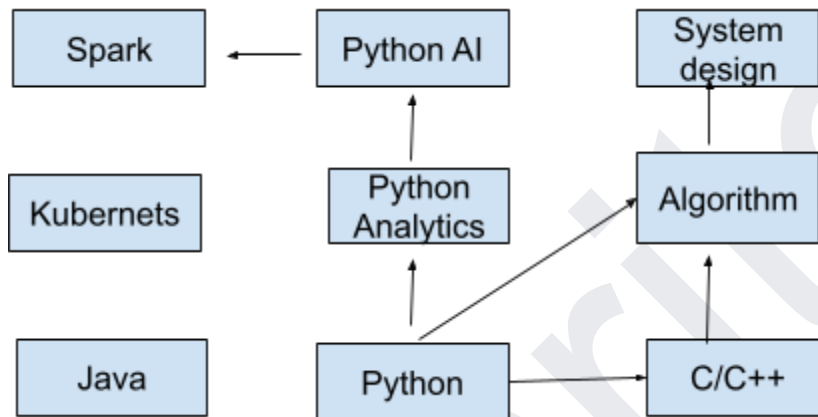 Spark
Python AI
System
design
Kubernets
Python
Analytics
Algorithm
Java
Python
C/C++